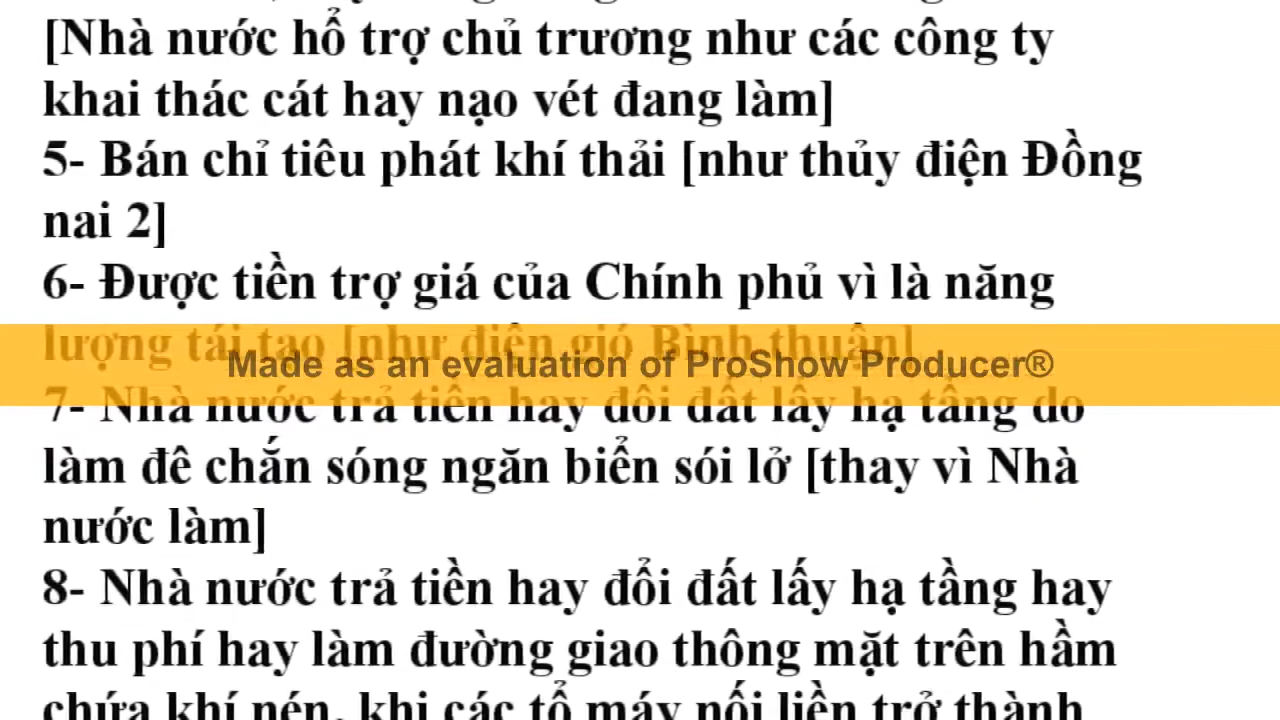 [Nhà nước hổ trợ chủ trương như các công ty
khai thác cát hay nạo vét đang làm]
5- Bán chỉ tiêu phát khí thải [như thủy điện Đồng
nai 2]
6- Được tiền trợ giá của Chính phủ vì là năng
lượng tái tạo [như điện gió Bình thuận]
Made as an evaluation of ProShow Producer®
7- Nhà nước trả tiền hay đổi đất lấy hạ tầng do
làm đê chắn sóng ngăn biển sói lở [thay vì Nhà
nước làm]
8- Nhà nước trả tiền hay đổi đất lấy hạ tầng hay
thu phí hay làm đường giao thông mặt trên hầm
chứa khí nén, khi các tổ máy nối liền trở thành